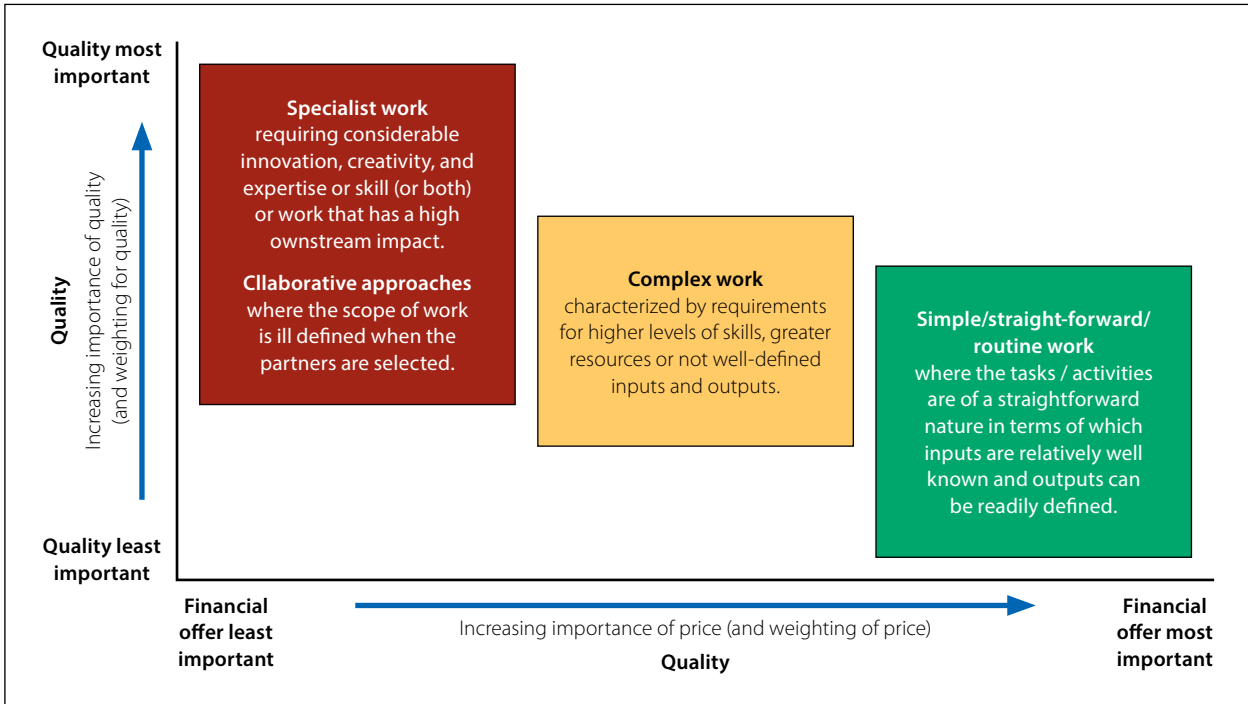 Quality most
important
Quality
Increasing importance of quality
(and weighting for quality)
Quality least
important
Specialist work
requiring considerable
innovation, creativity, and
expertise or skill (or both)
or work that has a high
ownstream impact.
Cllaborative approaches
where the scope of work
is ill defined when the
partners are selected.
Complex work
characterized by requirements
for higher levels of skills, greater
resources or not well-defined
inputs and outputs.
Simple/straight-forward/
routine work
where the tasks / activities
are of a straightforward
nature in terms of which
inputs are relatively well
known and outputs can
be readily defined.
Financial
offer least
important
Increasing importance of price (and weighting of price)
Quality
Financial
offer most
important